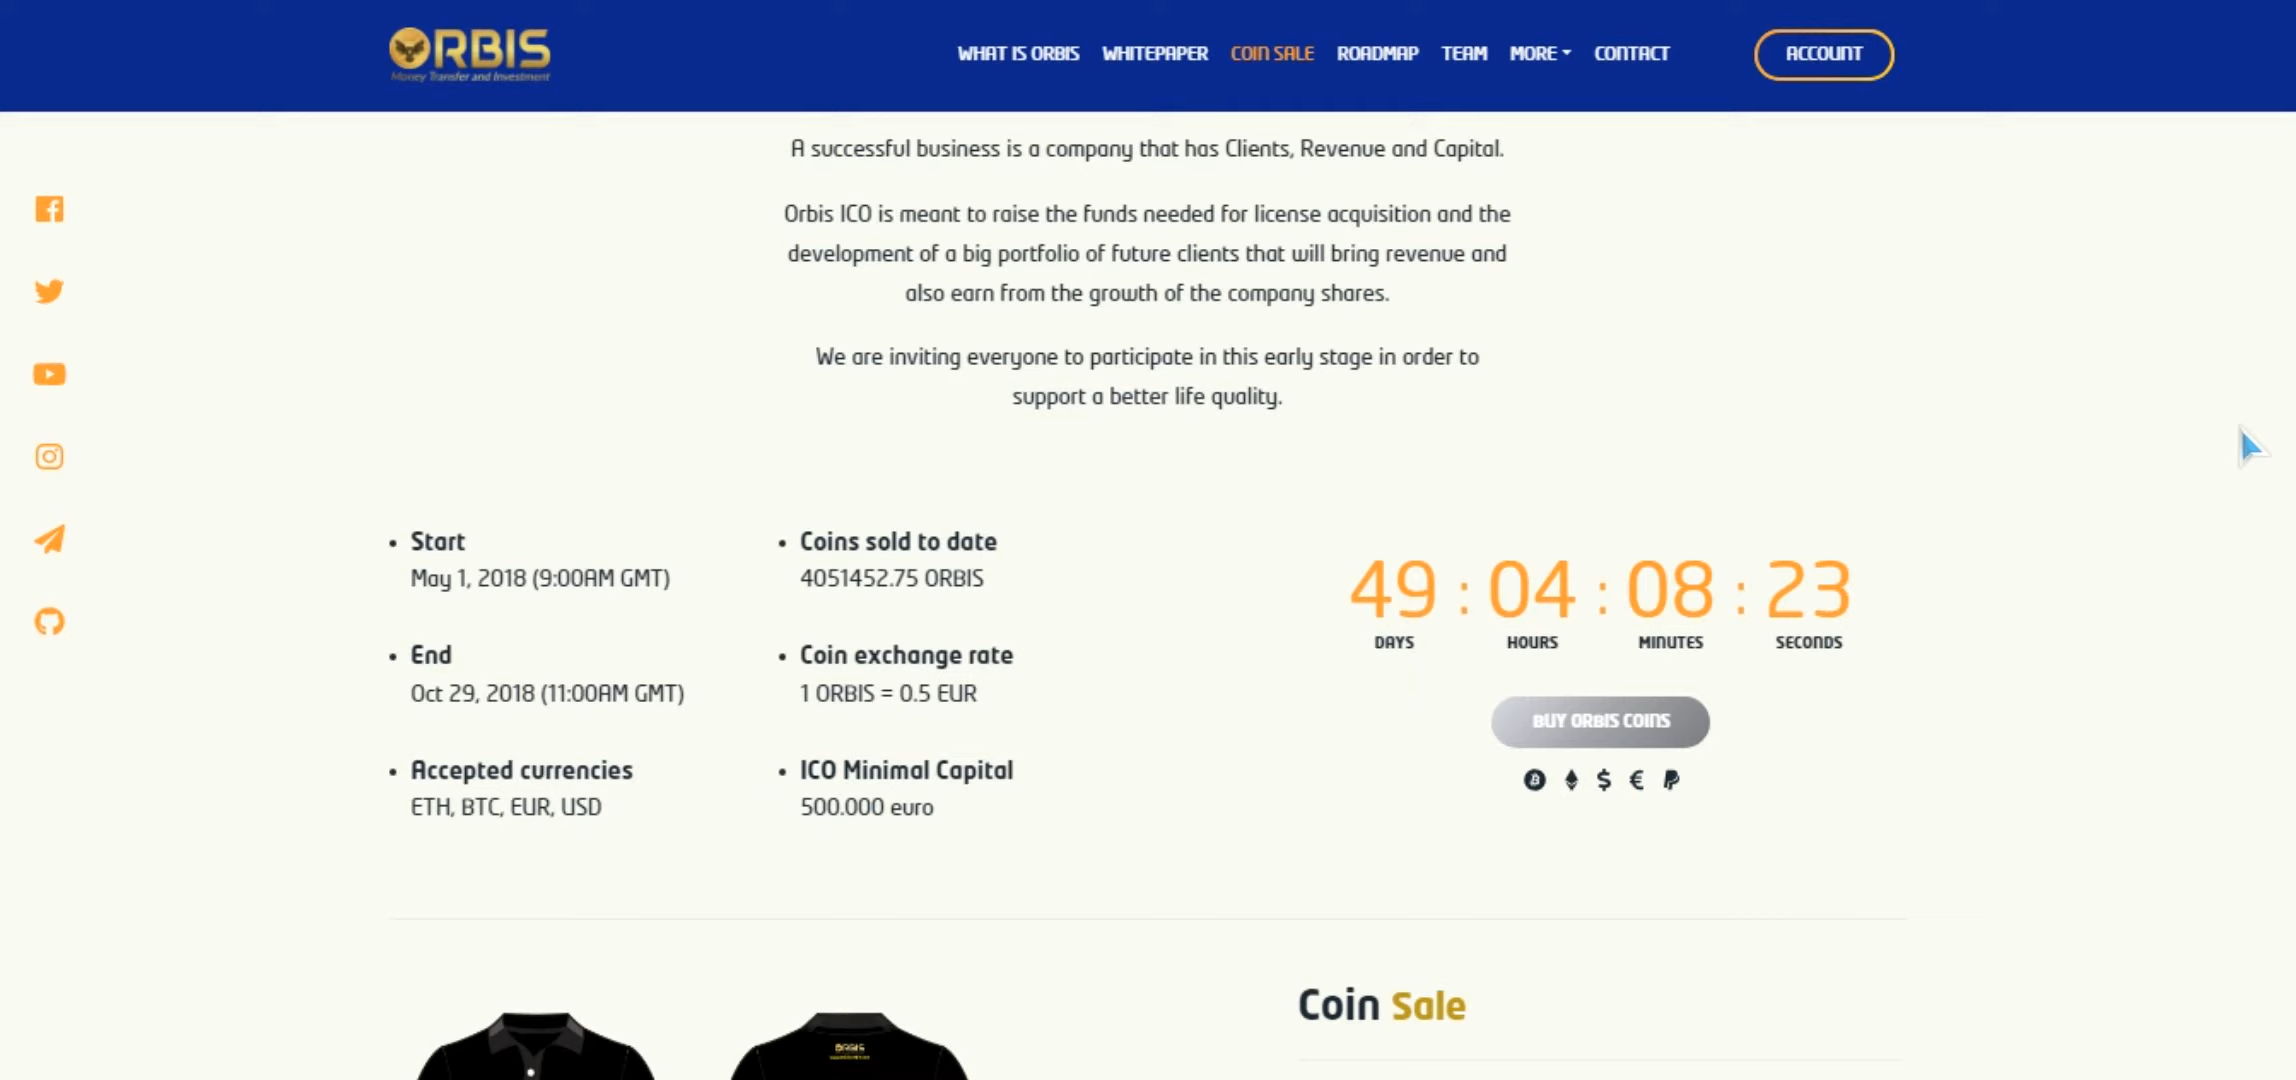 ORBIS
Money Transfer and Investment
WHAT IS ORBIS WHITEPAPER COIN SALE ROADMAP TEAM MORE CONTACT ACCOUNT
A successful business is a company that has Clients, Revenue and Capital.
Orbis ICO is meant to raise the funds needed for license acquisition and the
development of a big portfolio of future clients that will bring revenue and
also earn from the growth of the company shares.
We are inviting everyone to participate in this early stage in order to
support a better life quality.
• Start
May 1, 2018 (9:00AM GMT)
• End
Oct 29, 2018 (11:00AM GMT)
• Accepted currencies
ETH, BTC, EUR, USD
• Coins sold to date
4051452.75 ORBIS
• Coin exchange rate
1 ORBIS = 0.5 EUR
• ICO Minimal Capital
500.000 euro
49 : 04 : 08 : 23
DAYS HOURS MINUTES SECONDS
BUY ORBIS COINS
$ €
Coin Sale
ORBIS